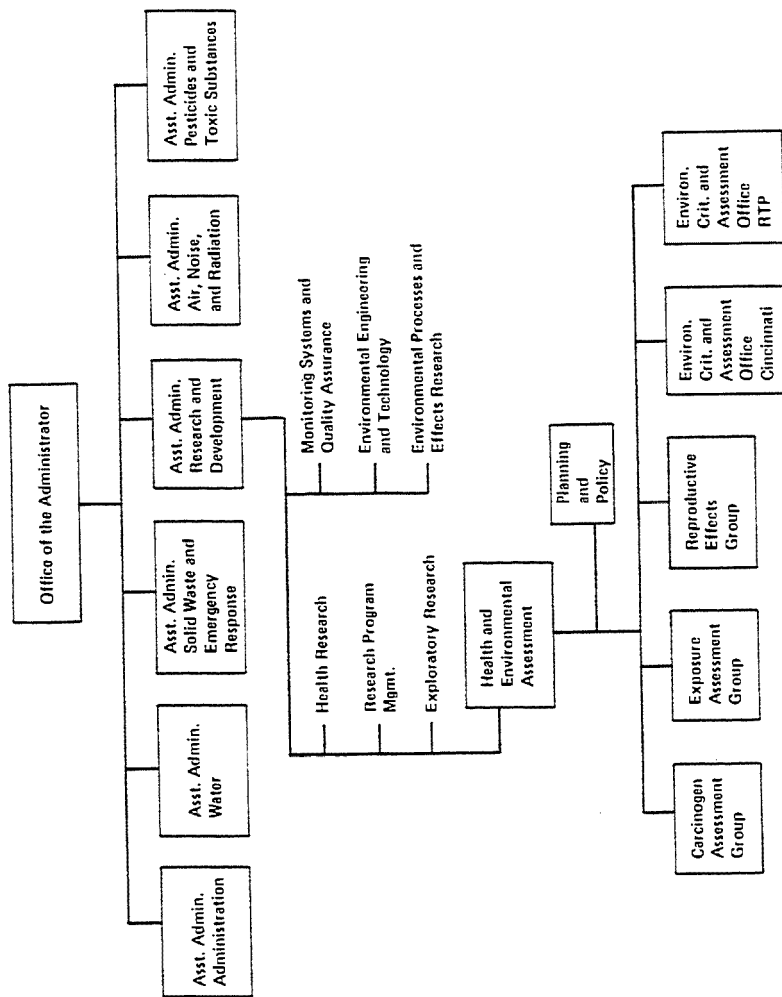 Office of the Administrator
Asst. Admin.
Administration
Asst. Admin.
Water
Asst. Admin.
Solid Waste and
Emergency
Response
Asst. Admin.
Research and
Development
Asst. Admin.
Air, Noise,
and Radiation
Asst. Admin.
Pesticides and
Toxic Substances
Health Research
Research Program
Mgmt.
Exploratory Research
Monitoring Systems and
Quality Assurance
Environmental Engineering
and Technology
Environmental Processes and
Effects Research
Health and
Environmental
Assessment
Planning
and
Policy
Carcinogen
Assessment
Group
Exposure
Assessment
Group
Reproductive
Effects
Group
Environ.
Crit. and
Assessment
Office
Cincinnati
Environ.
Crit. and
Assessment
Office
RTP